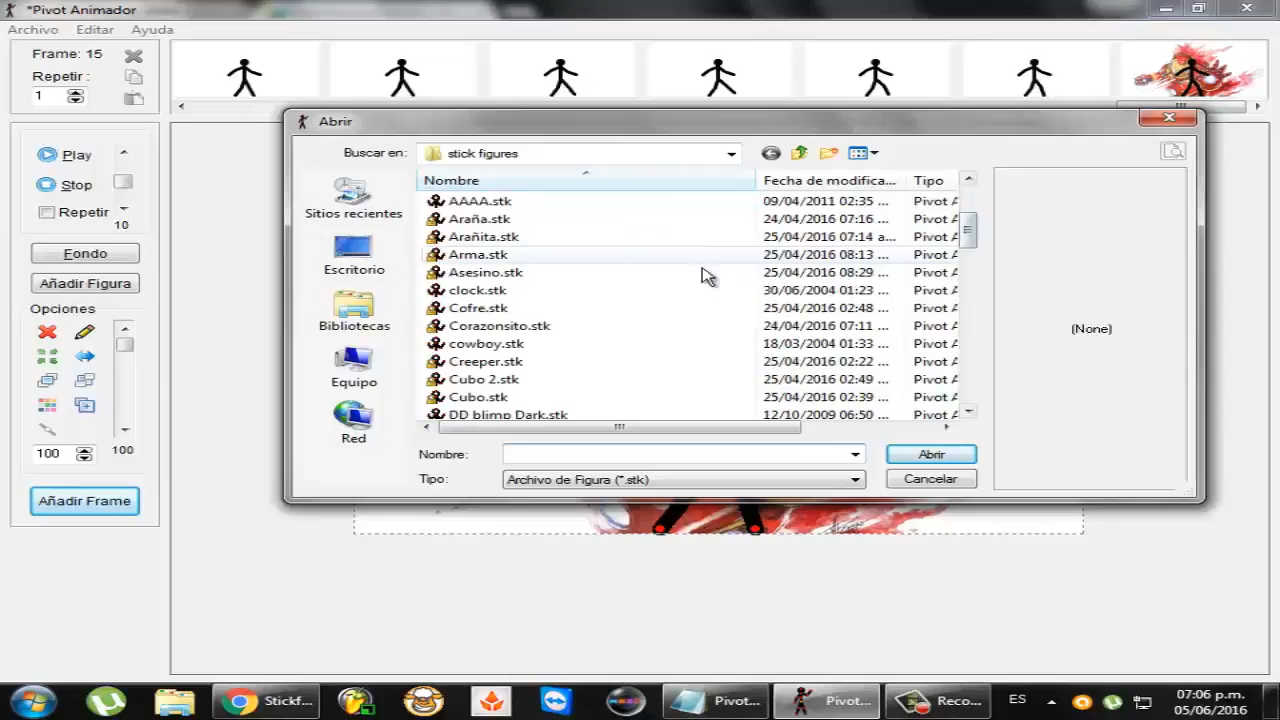 *Pivot Animador
Archivo Editar Ayuda
Frame: 15
Repetir :
1
Play
Stop
Repetir
10
Fondo
Añadir Figura
Opciones
100
100
Añadir Frame
Abrir
Buscar en: stick figures
Nombre Fecha de modifica... Tipo
AAAA.stk 09/04/2011 02:35 ... Pivot A
Araña.stk 24/04/2016 07:16 ... Pivot A
Arañita.stk 25/04/2016 07:14 a... Pivot A
Arma.stk 25/04/2016 08:13 ... Pivot A
Asesino.stk 25/04/2016 08:29 ... Pivot A
clock.stk 30/06/2004 01:23 ... Pivot A
Cofre.stk 25/04/2016 02:48 ... Pivot A
Corazonsito.stk 24/04/2016 07:11 ... Pivot A
cowboy.stk 18/03/2004 01:33 ... Pivot A
Creeper.stk 25/04/2016 02:22 ... Pivot A
Cubo 2.stk 25/04/2016 02:49 ... Pivot A
Cubo.stk 25/04/2016 02:39 ... Pivot A
DD blimp Dark.stk 12/10/2009 06:50 ... Pivot A
Sitios recientes
Escritorio
Bibliotecas
Equipo
Red
(None)
Nombre:
Abrir
Tipo: Archivo de Figura (*.stk)
Cancelar
Stickf...
Pivot...
Pivot...
Reco...
ES
07:06 p.m.
05/06/2016